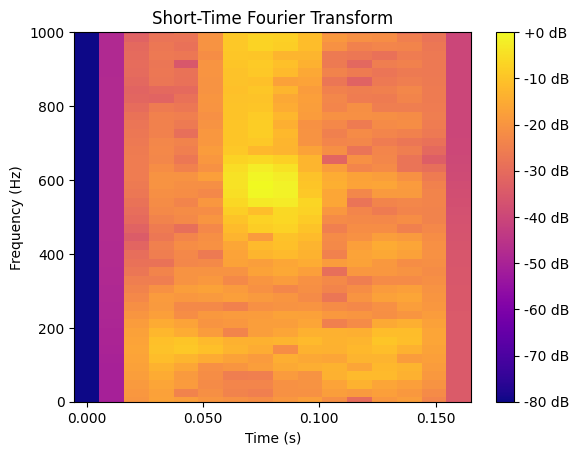 Short-Time Fourier Transform
1000
800
600
400
200
0
Frequency (Hz)
0.000
0.050
0.100
0.150
Time (s)
+0 dB
-10 dB
-20 dB
-30 dB
-40 dB
-50 dB
-60 dB
-70 dB
-80 dB